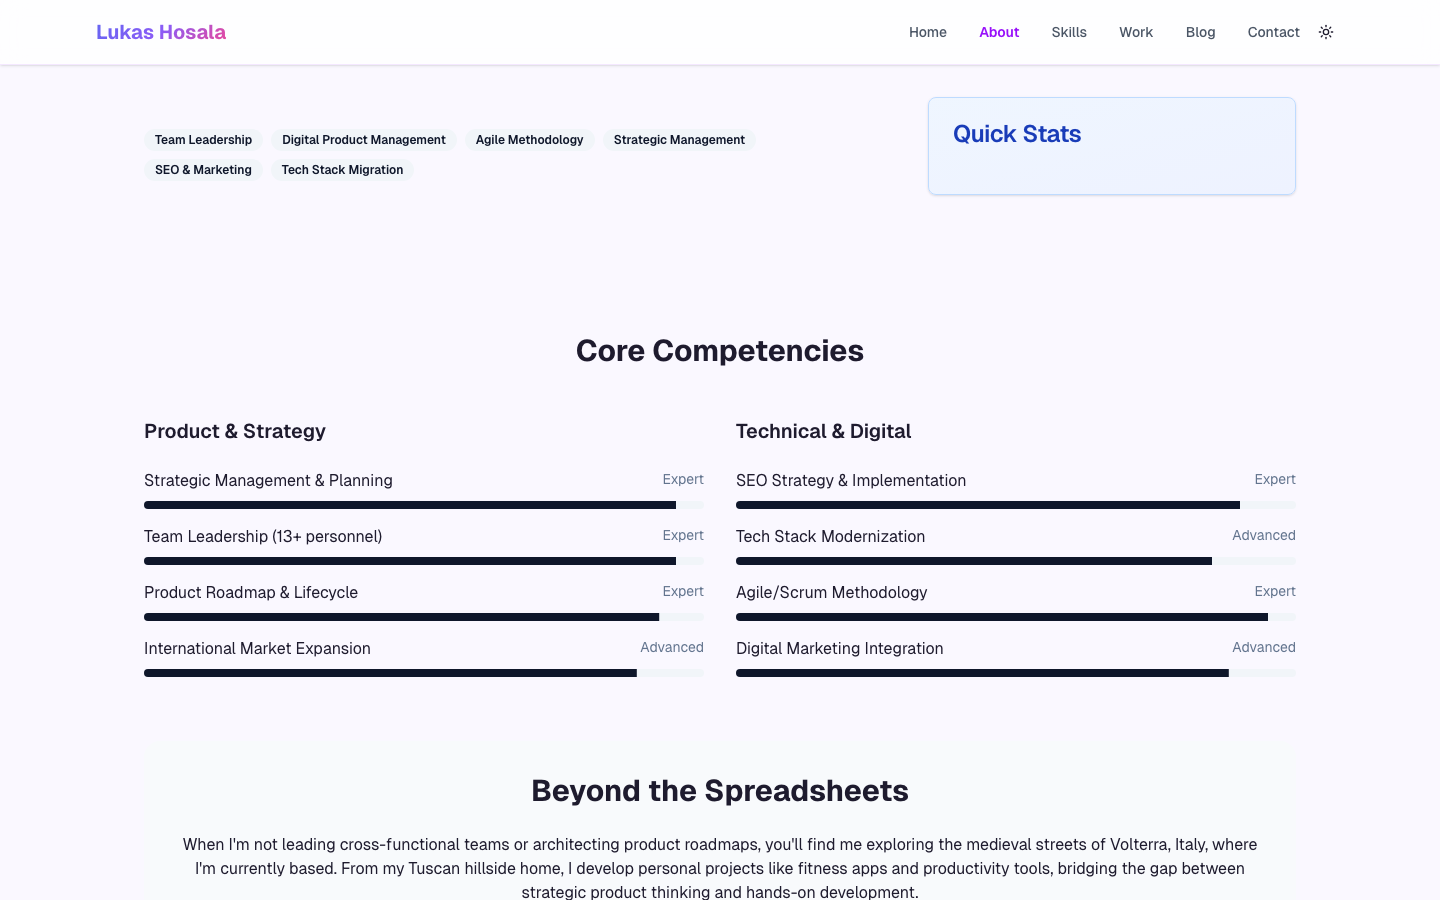 Lukas Hosala
Home About Skills Work Blog Contact
Team Leadership Digital Product Management Agile Methodology Strategic Management
SEO & Marketing Tech Stack Migration
Quick Stats
Core Competencies
Product & Strategy
Strategic Management & Planning Expert
Team Leadership (13+ personnel) Expert
Product Roadmap & Lifecycle Expert
International Market Expansion Advanced
Technical & Digital
SEO Strategy & Implementation Expert
Tech Stack Modernization Advanced
Agile/Scrum Methodology Expert
Digital Marketing Integration Advanced
Beyond the Spreadsheets
When I'm not leading cross-functional teams or architecting product roadmaps, you'll find me exploring the medieval streets of Volterra, Italy, where
I'm currently based. From my Tuscan hillside home, I develop personal projects like fitness apps and productivity tools, bridging the gap between
strategic product thinking and hands-on development.